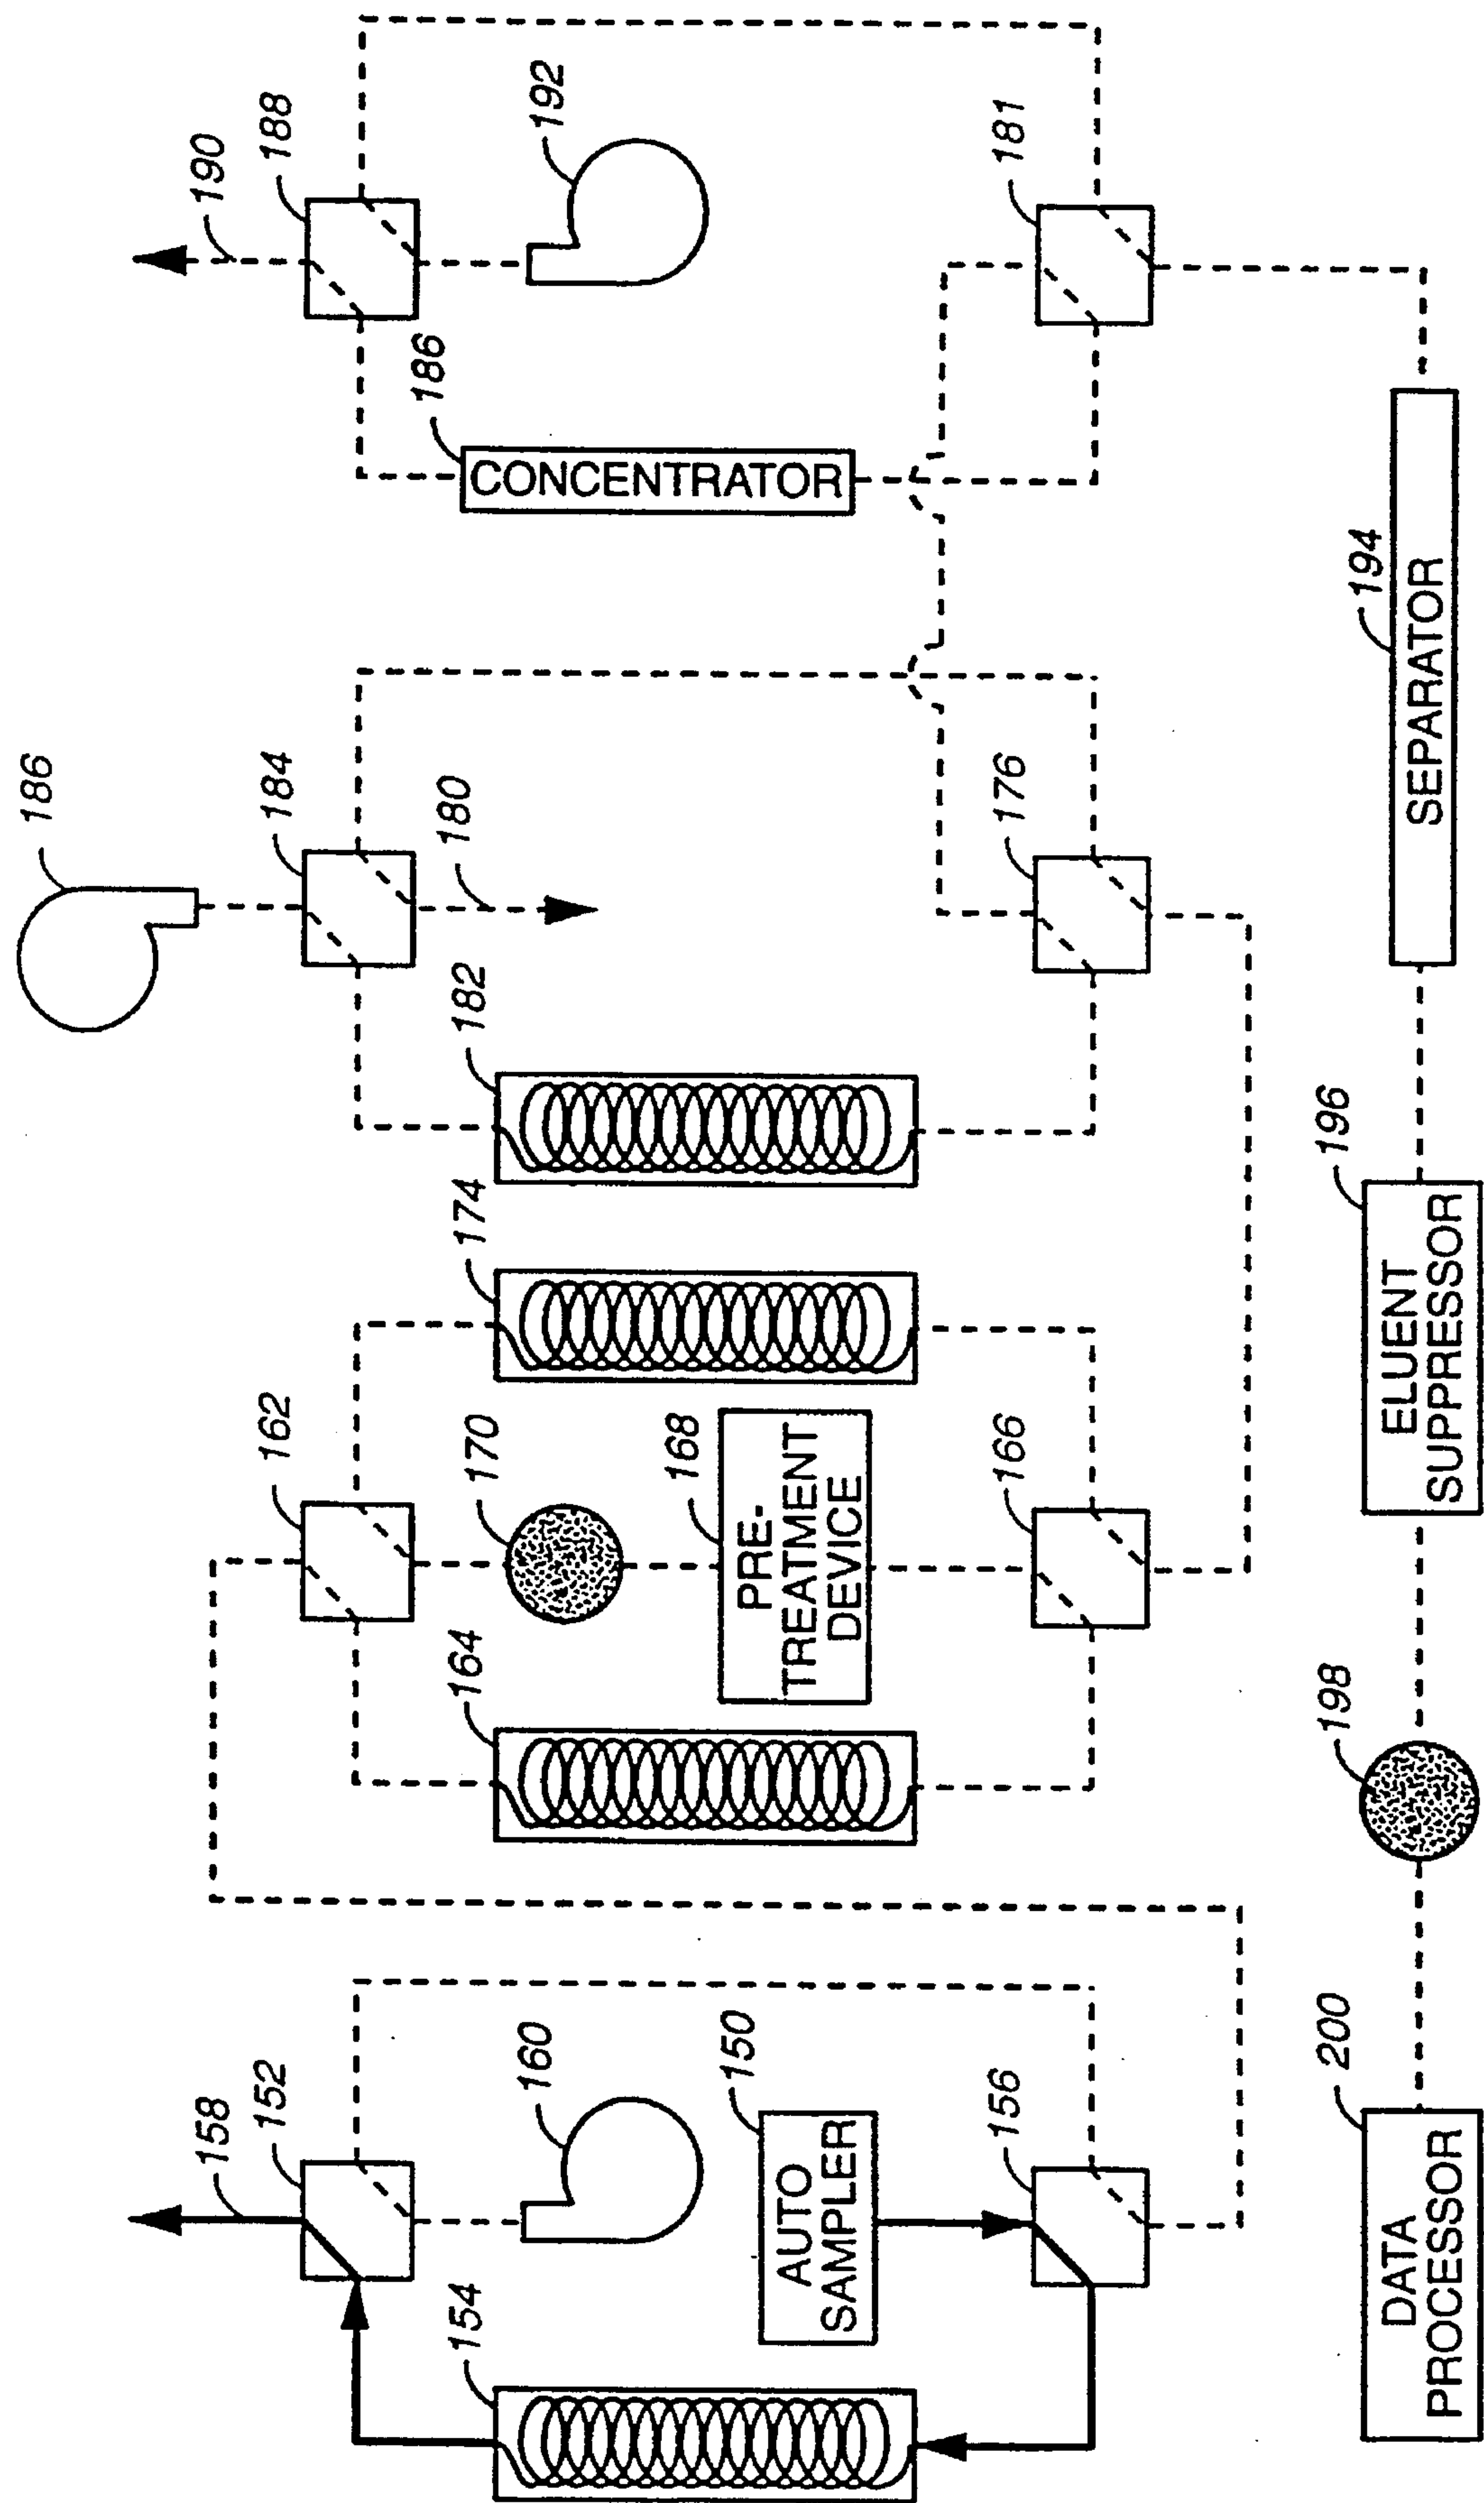 190
188
192
186
CONCENTRATOR
181
186
184
180
182
176
194
SEPARATOR
174
162
170
168
PRE-
TREATMENT
DEVICE
166
164
196
ELUENT
SUPPRESSOR
198
158
152
160
150
AUTO
SAMPLER
156
154
200
DATA
PROCESSOR